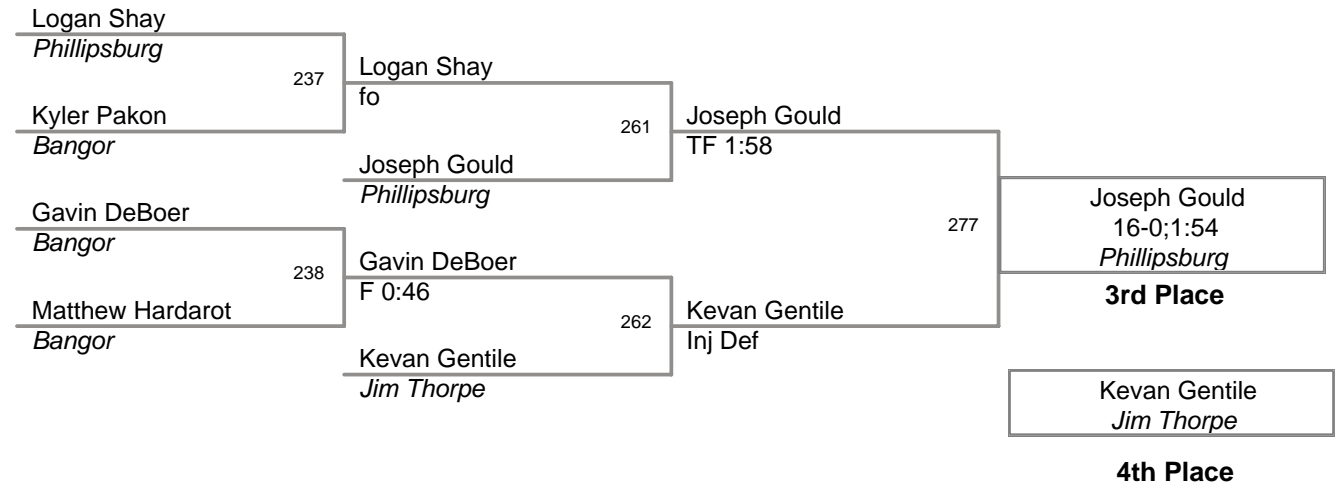 Logan Shay
Phillipsburg
237
Logan Shay
fo
Kyler Pakon
Bangor
261
Joseph Gould
TF 1:58
Joseph Gould
Phillipsburg
Gavin DeBoer
Bangor
277
Joseph Gould
16-0;1:54
Phillipsburg
3rd Place
238
Gavin DeBoer
F 0:46
Matthew Hardarot
Bangor
262
Kevan Gentile
Inj Def
Kevan Gentile
Jim Thorpe
Kevan Gentile
Jim Thorpe
4th Place